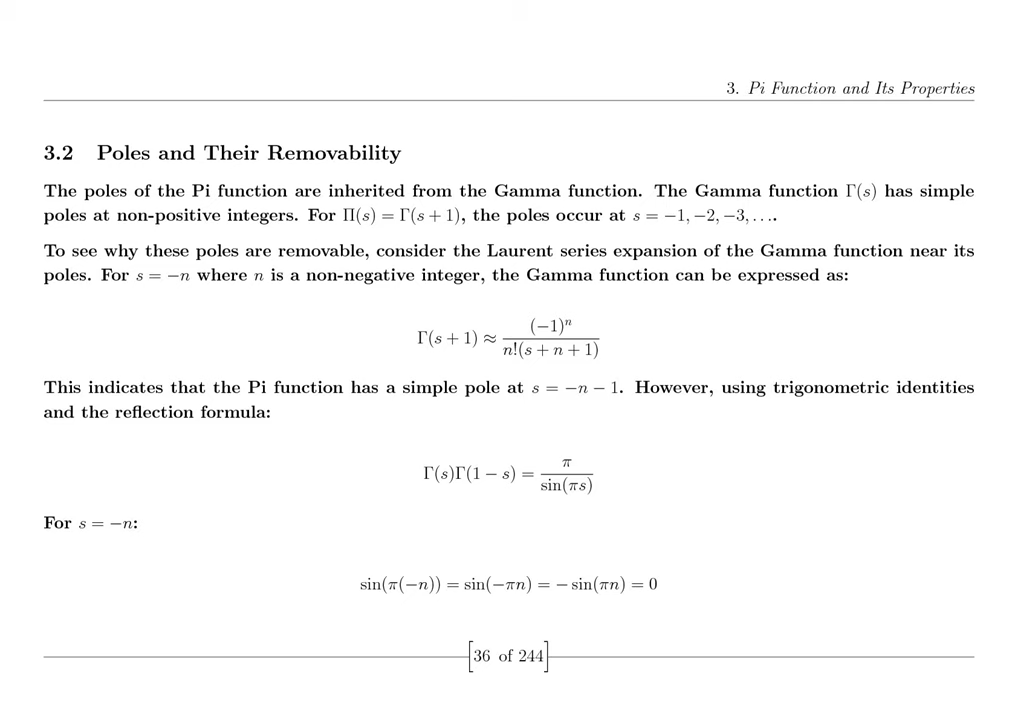 3. Pi Function and Its Properties
3.2 Poles and Their Removability
The poles of the Pi function are inherited from the Gamma function. The Gamma function Γ(s) has simple
poles at non-positive integers. For Π(s) = Γ(s + 1), the poles occur at s = −1, −2, −3, . . ..
To see why these poles are removable, consider the Laurent series expansion of the Gamma function near its
poles. For s = −n where n is a non-negative integer, the Gamma function can be expressed as:
Γ(s + 1) ≈ (−1)^n / n!(s + n + 1)
This indicates that the Pi function has a simple pole at s = −n − 1. However, using trigonometric identities
and the reflection formula:
Γ(s)Γ(1 − s) = π / sin(πs)
For s = −n:
sin(π(−n)) = sin(−πn) = − sin(πn) = 0
[36 of 244]